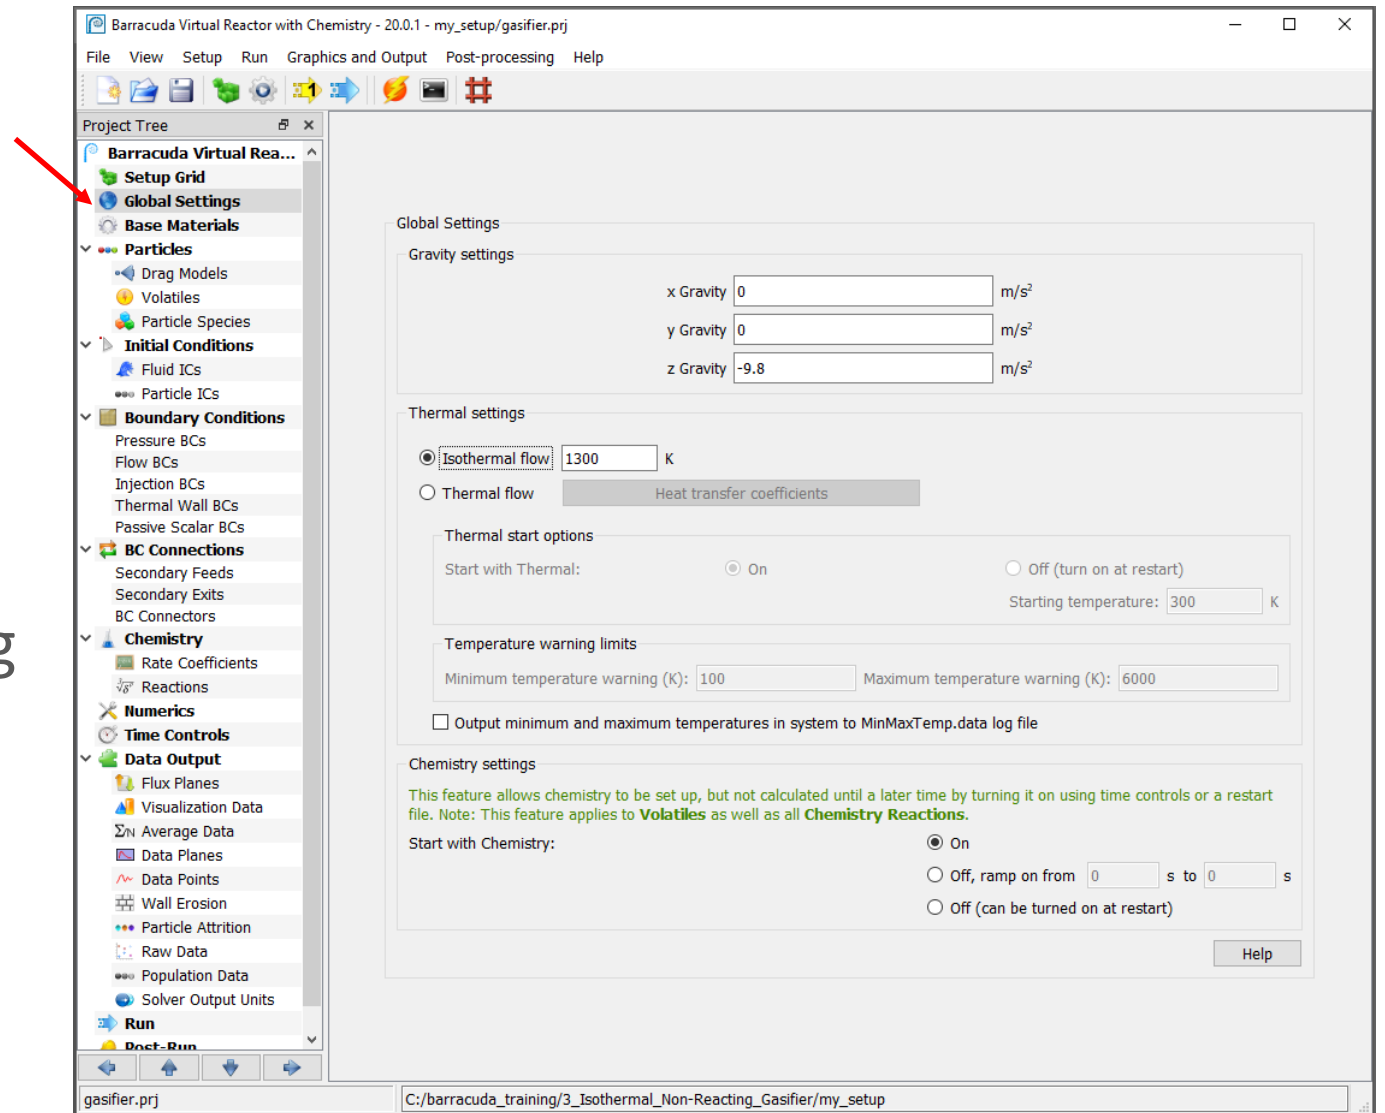 Barracuda Virtual Reactor with Chemistry - 20.0.1 - my_setup/gasifier.prj
File View Setup Run Graphics and Output Post-processing Help
1
Project Tree
Barracuda Virtual Rea...
Setup Grid
Global Settings
Base Materials
Particles
Drag Models
Volatiles
Particle Species
Initial Conditions
Fluid ICs
Particle ICs
Boundary Conditions
Pressure BCs
Flow BCs
Injection BCs
Thermal Wall BCs
Passive Scalar BCs
BC Connections
Secondary Feeds
Secondary Exits
BC Connectors
g
Chemistry
Rate Coefficients
Reactions
Numerics
Time Controls
Data Output
Flux Planes
Visualization Data
Σ/N Average Data
Data Planes
Data Points
Wall Erosion
Particle Attrition
Raw Data
Population Data
Solver Output Units
Run
Post-Run
Global Settings
Gravity settings
x Gravity 0 m/s²
y Gravity 0 m/s²
z Gravity -9.8 m/s²
Thermal settings
Isothermal flow 1300 K
Thermal flow Heat transfer coefficients
Thermal start options
Start with Thermal: On Off (turn on at restart)
Starting temperature: 300 K
Temperature warning limits
Minimum temperature warning (K): 100 Maximum temperature warning (K): 6000
Output minimum and maximum temperatures in system to MinMaxTemp.data log file
Chemistry settings
This feature allows chemistry to be set up, but not calculated until a later time by turning it on using time controls or a restart
file. Note: This feature applies to Volatiles as well as all Chemistry Reactions.
Start with Chemistry: On
Off, ramp on from 0 s to 0 s
Off (can be turned on at restart)
Help
gasifier.prj C:/barracuda_training/3_Isothermal_Non-Reacting_Gasifier/my_setup